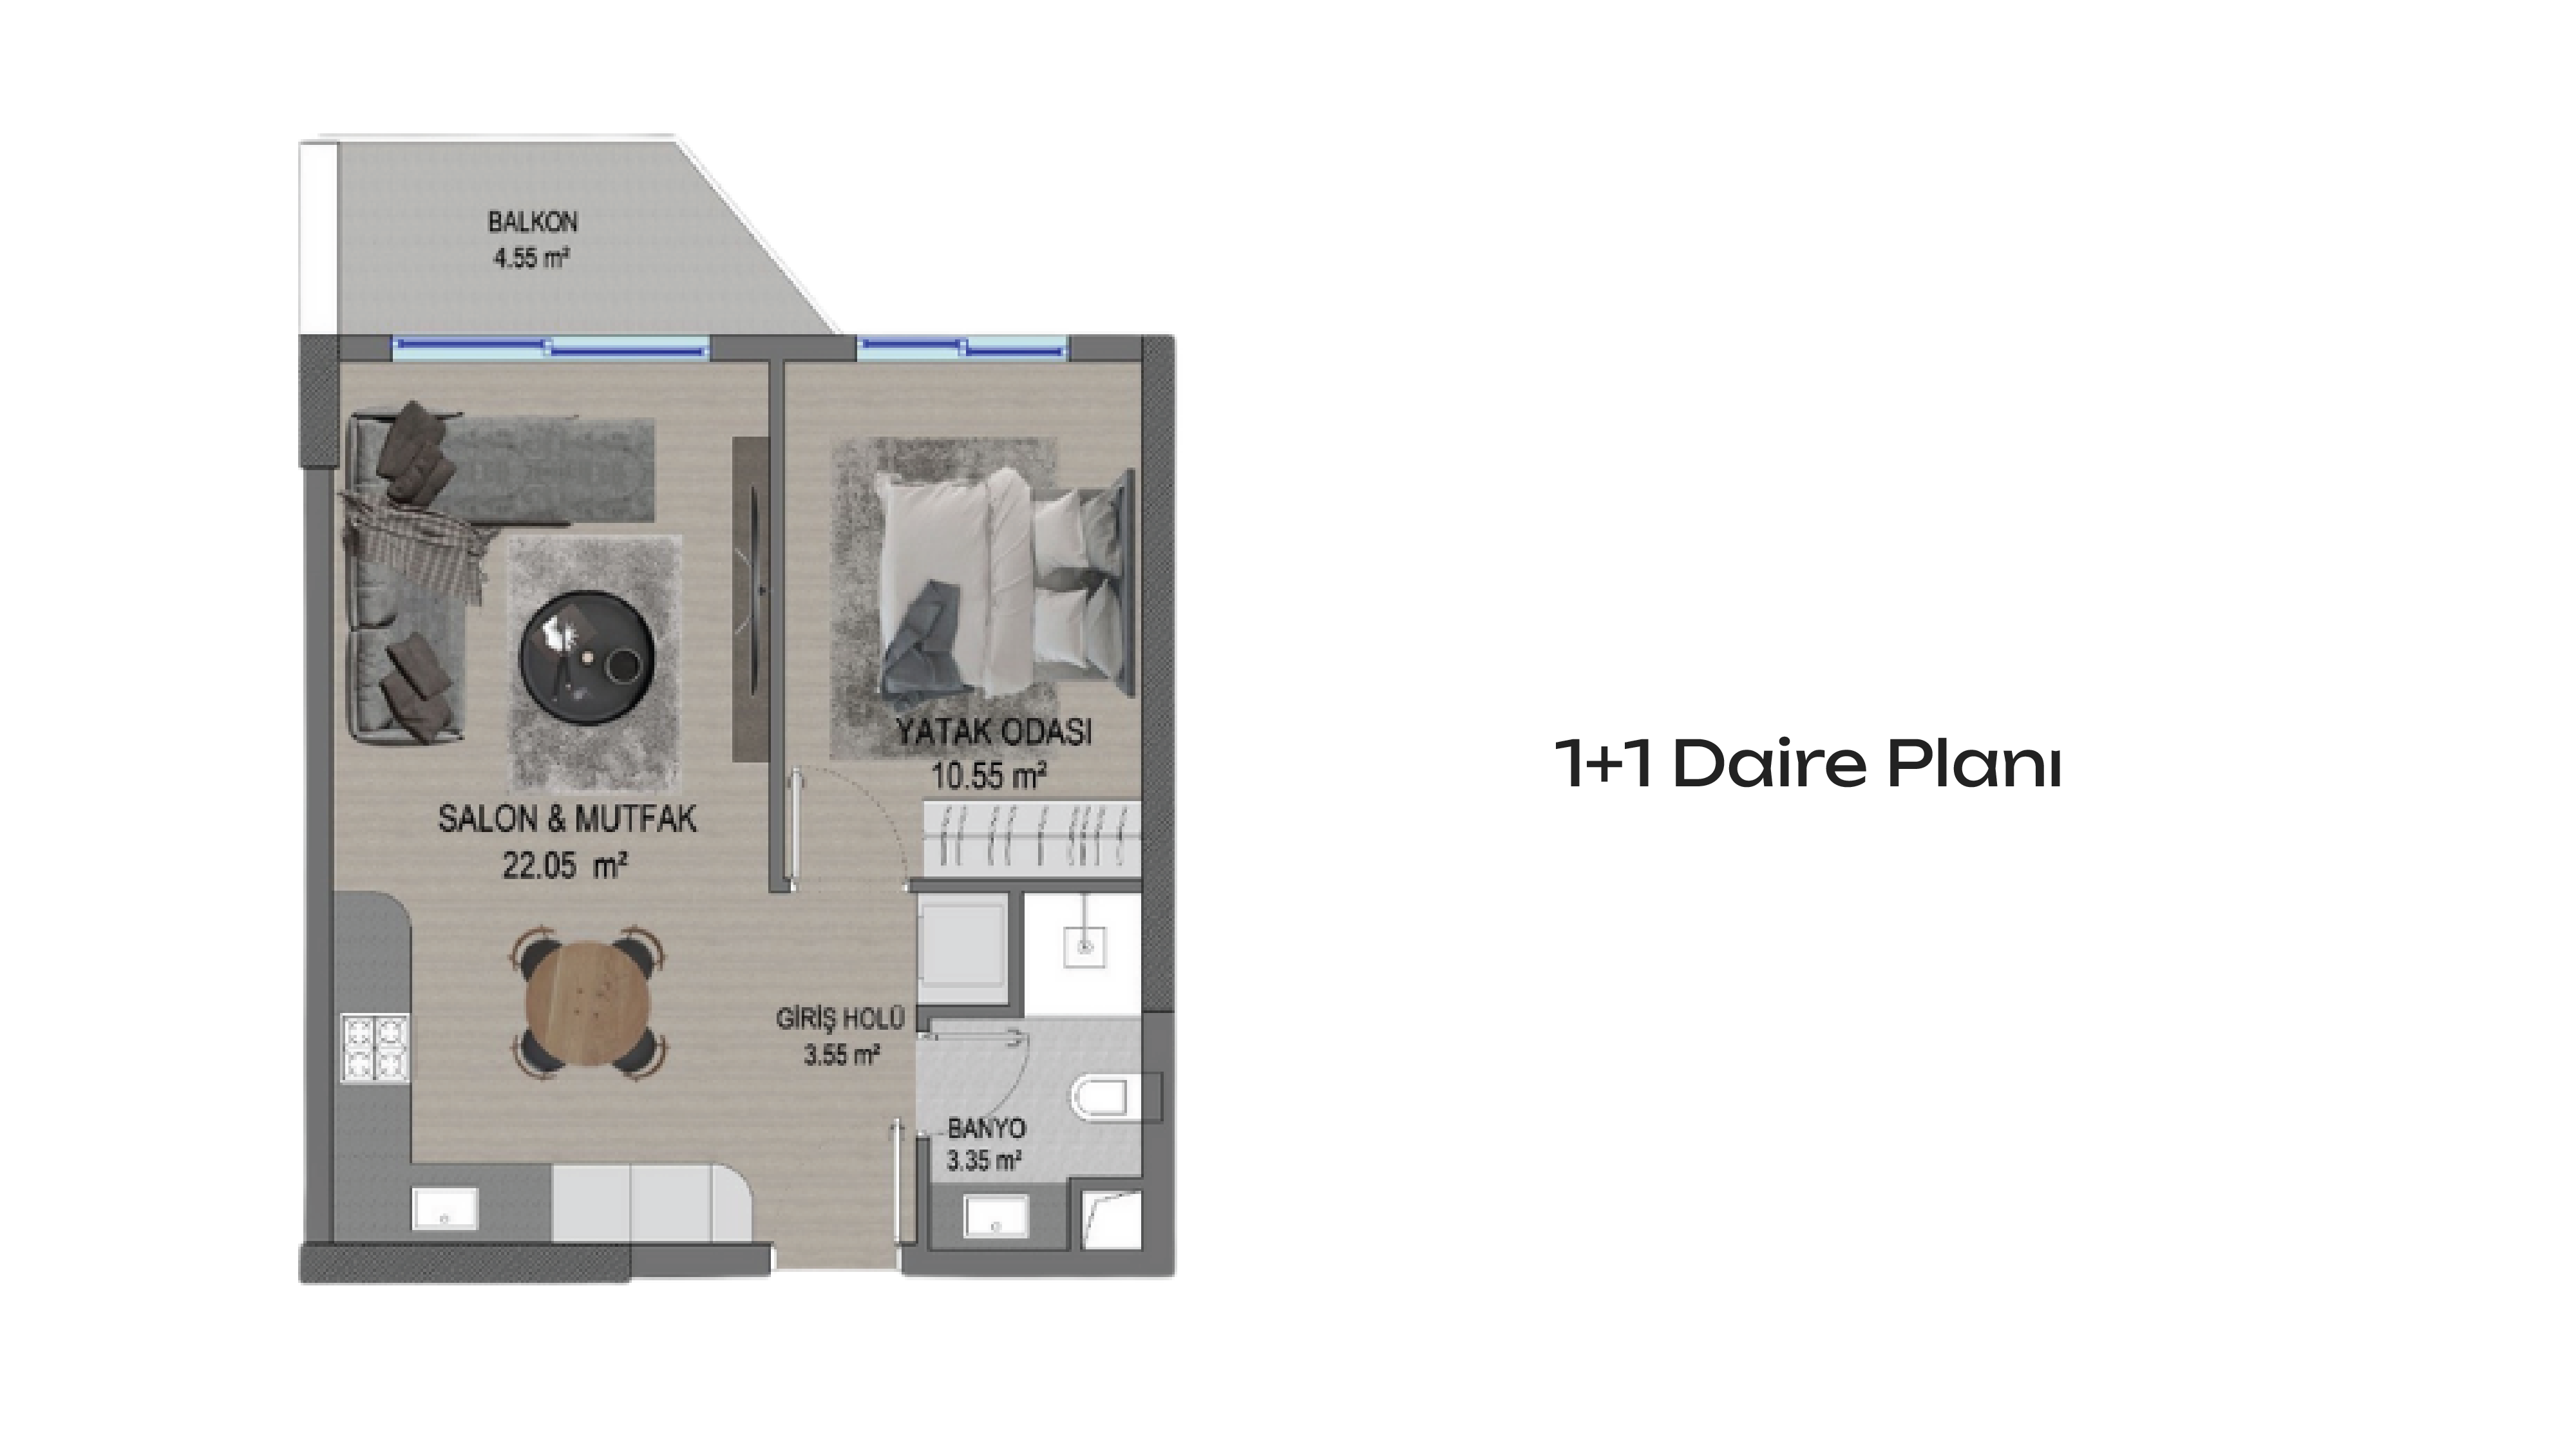 BALKON
4.55 m²
YATAK ODASI
10.55 m²
SALON & MUTFAK
22.05 m²
GİRİŞ HOLÜ
3.55 m²
BANYO
3.35 m²
1+1 Daire Planı